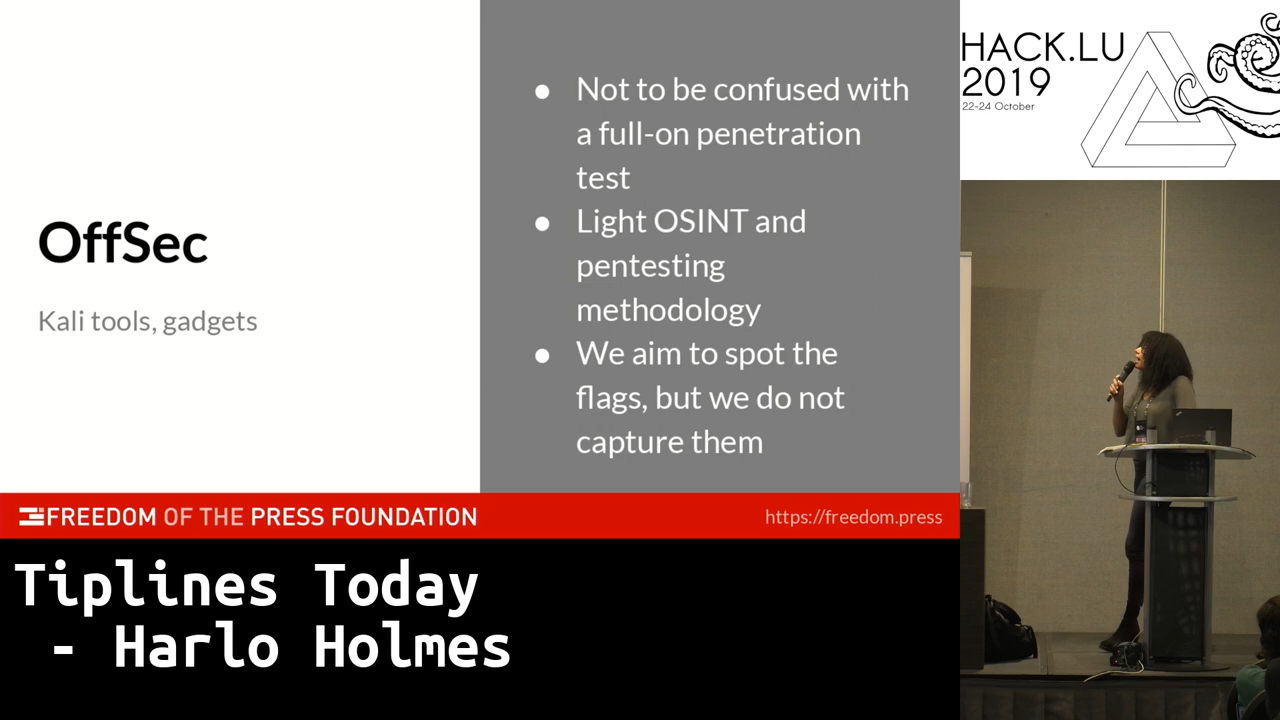 OffSec
Kali tools, gadgets
● Not to be confused with
a full-on penetration
test
● Light OSINT and
pentesting
methodology
● We aim to spot the
flags, but we do not
capture them
FREEDOM OF THE PRESS FOUNDATION
https://freedom.press
Tiplines Today
- Harlo Holmes
HACK.LU
2019
22-24 October